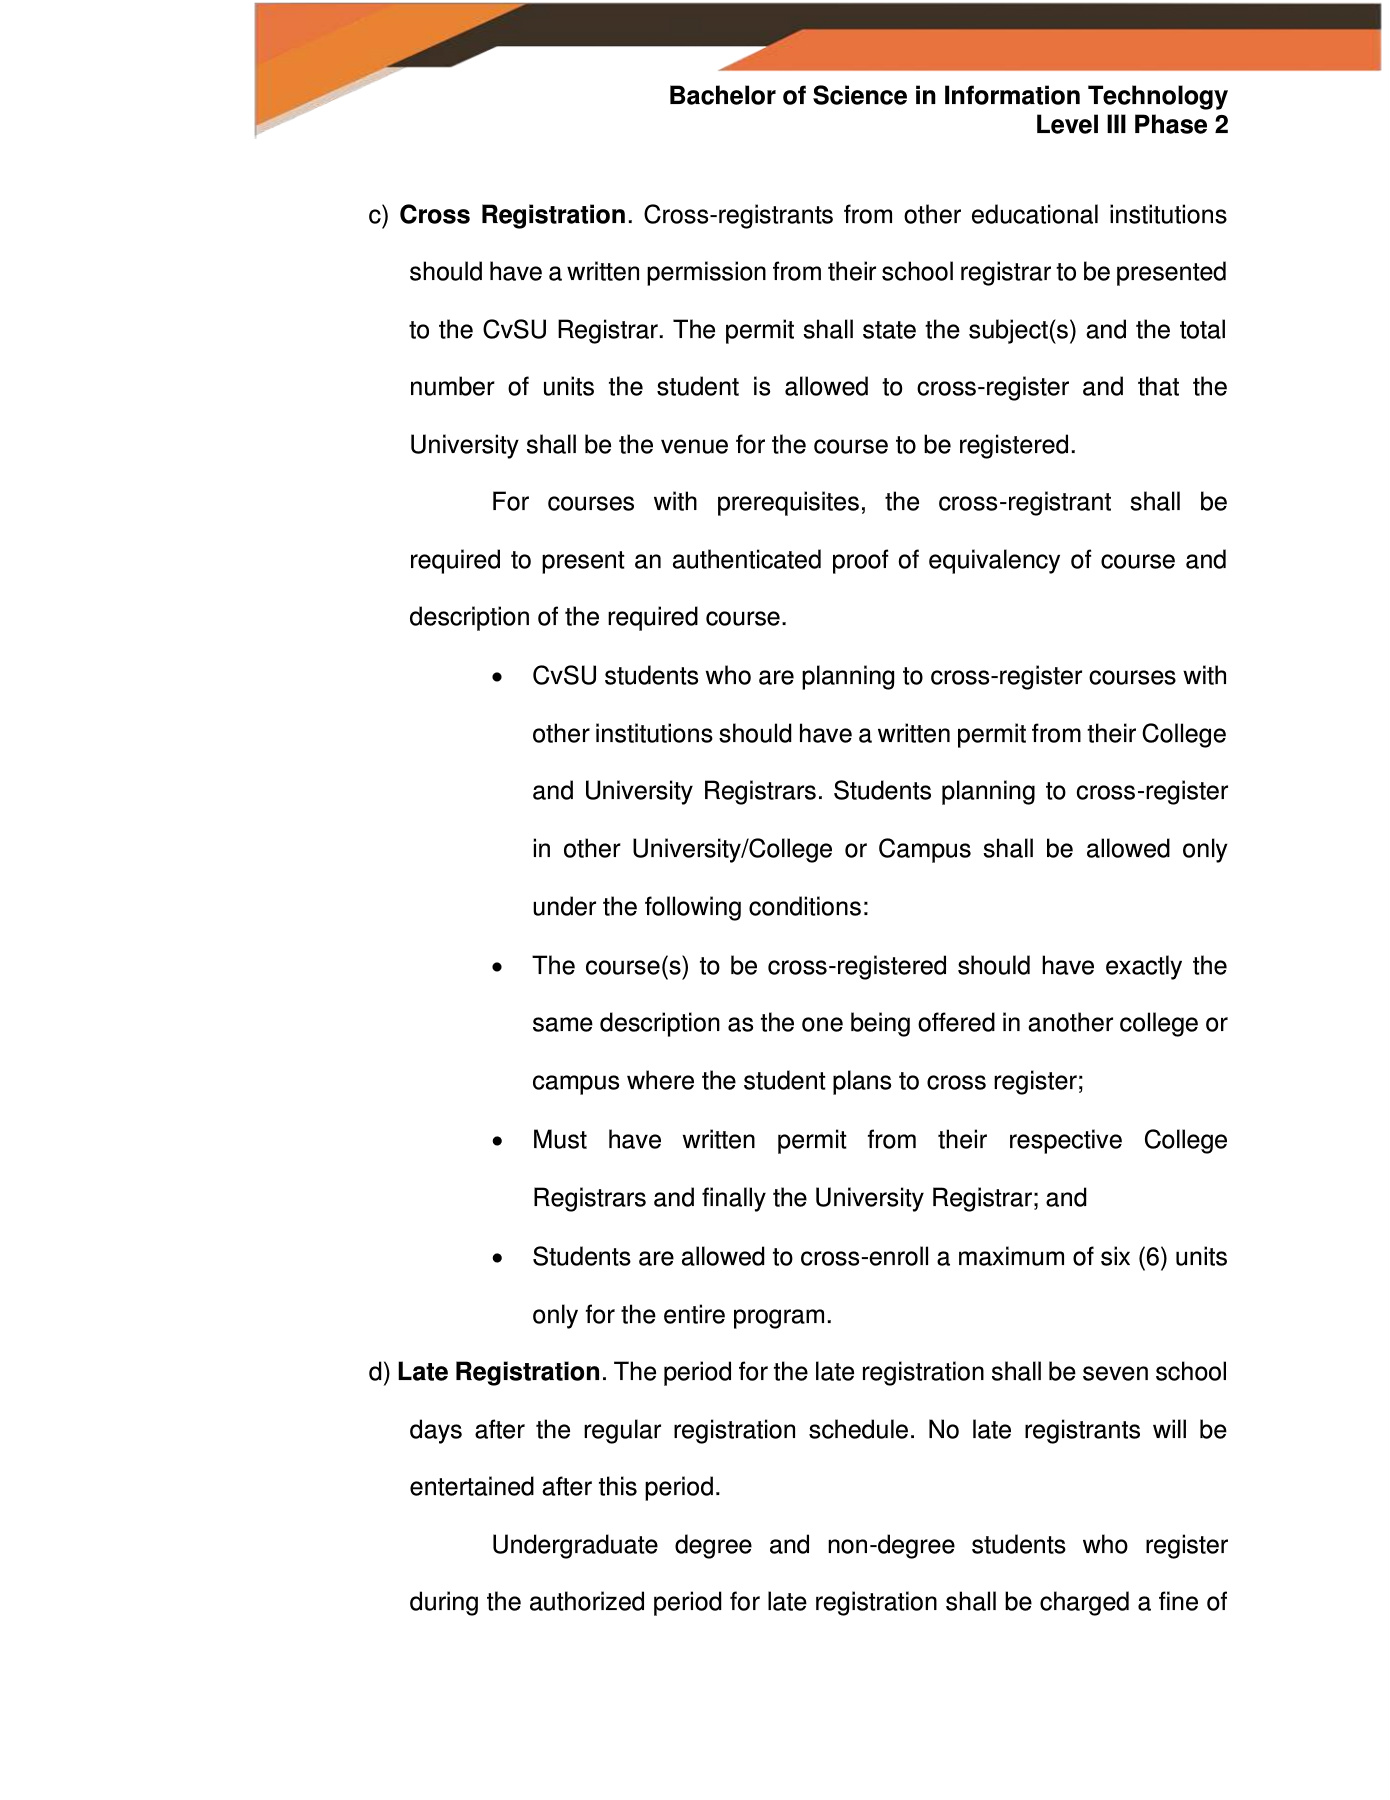 Bachelor of Science in Information Technology
Level III Phase 2
c) Cross Registration. Cross-registrants from other educational institutions
should have a written permission from their school registrar to be presented
to the CvSU Registrar. The permit shall state the subject(s) and the total
number of units the student is allowed to cross-register and that the
University shall be the venue for the course to be registered.
For courses with prerequisites, the cross-registrant shall be
required to present an authenticated proof of equivalency of course and
description of the required course.
• CvSU students who are planning to cross-register courses with
other institutions should have a written permit from their College
and University Registrars. Students planning to cross-register
in other University/College or Campus shall be allowed only
under the following conditions:
• The course(s) to be cross-registered should have exactly the
same description as the one being offered in another college or
campus where the student plans to cross register;
• Must have written permit from their respective College
Registrars and finally the University Registrar; and
• Students are allowed to cross-enroll a maximum of six (6) units
only for the entire program.
d) Late Registration. The period for the late registration shall be seven school
days after the regular registration schedule. No late registrants will be
entertained after this period.
Undergraduate degree and non-degree students who register
during the authorized period for late registration shall be charged a fine of